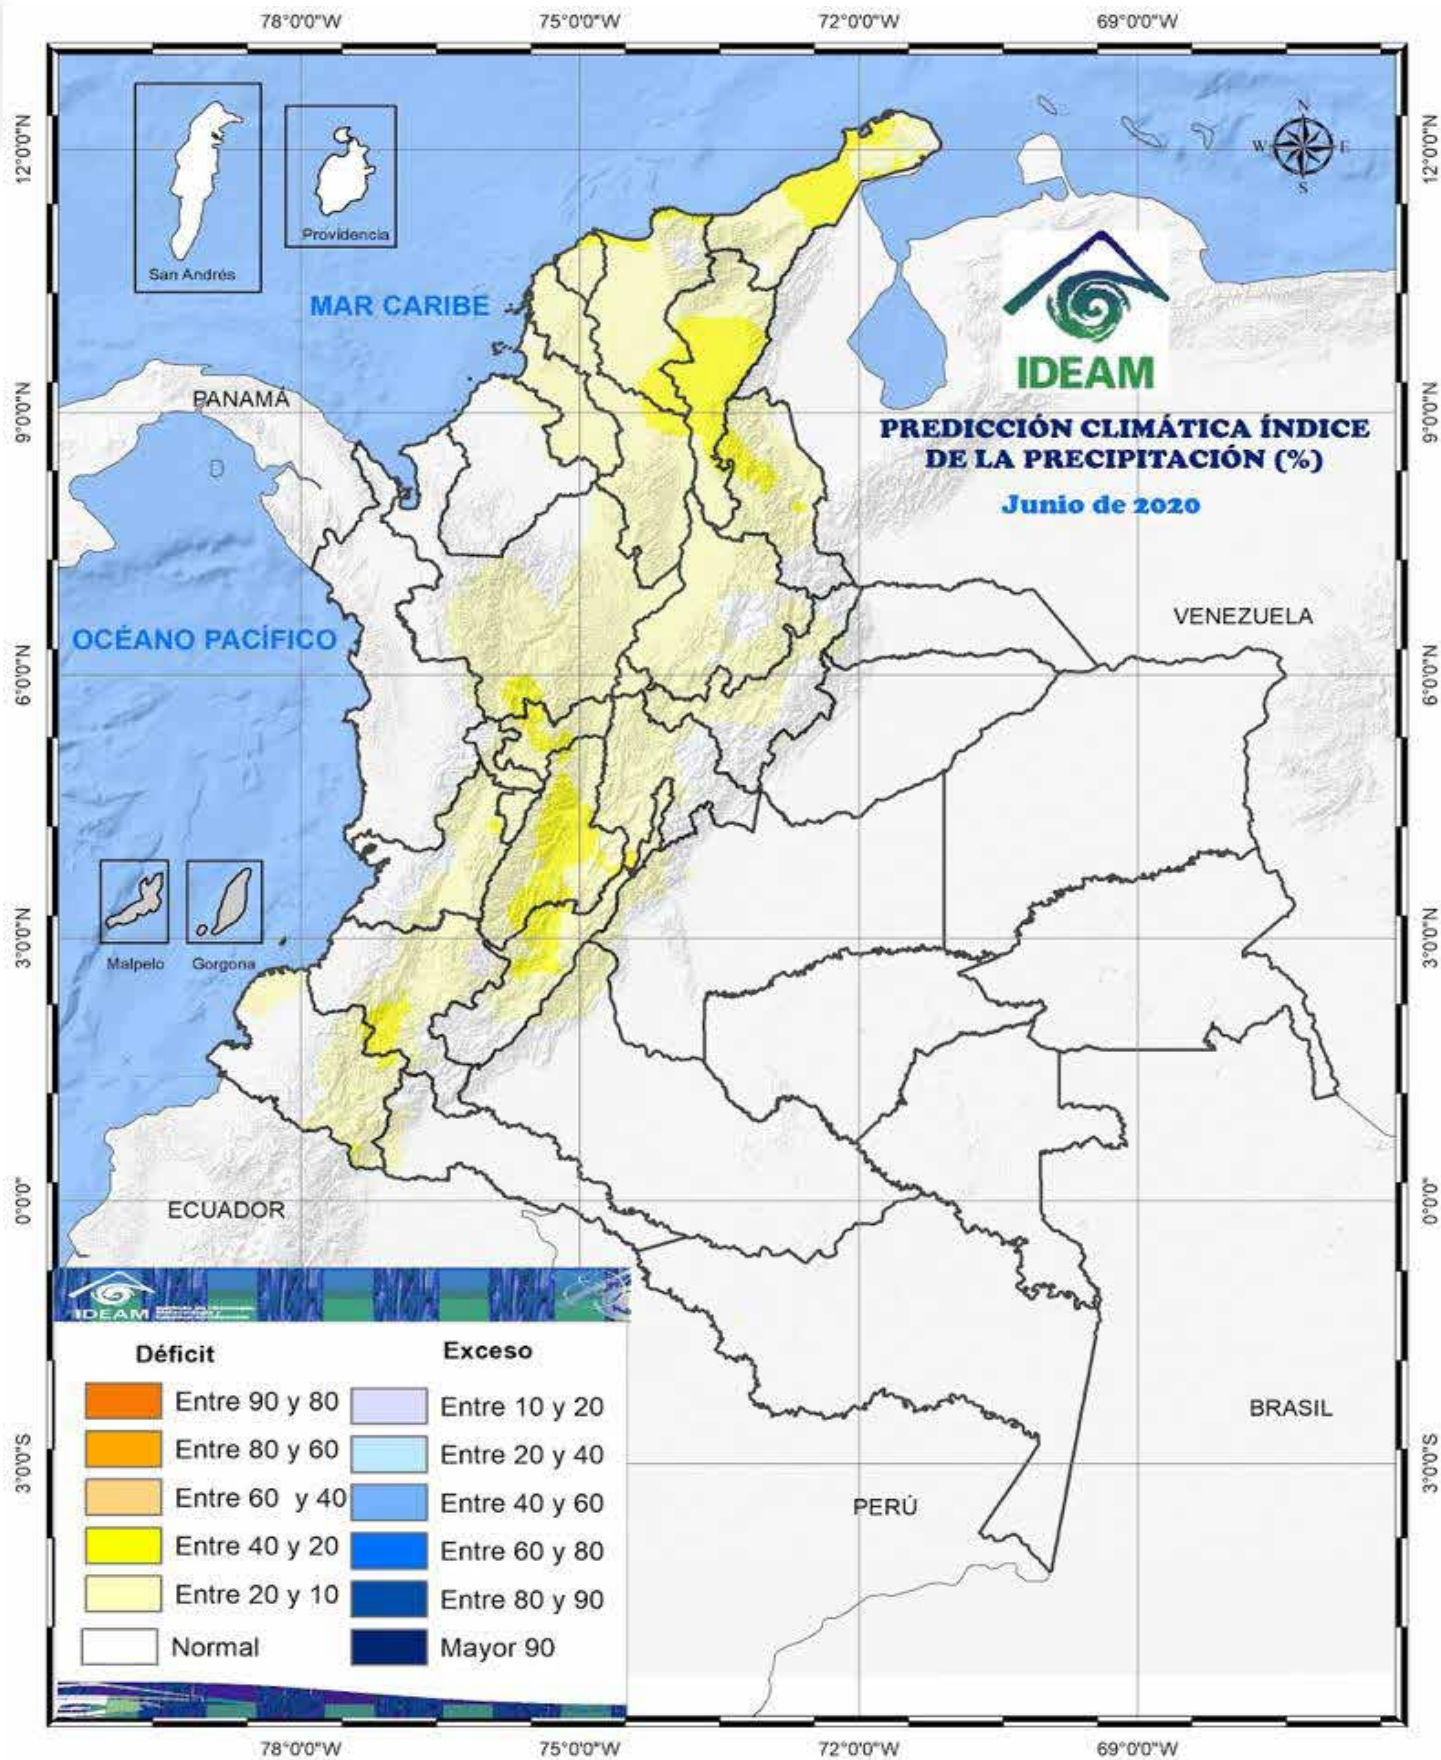 78°0'0"W 75°0'0"W 72°0'0"W 69°0'0"W
12°0'0"N
12°0'0"N
N
W E
S
San Andrés
Providencia
MAR CARIBE
IDEAM
PANAMÁ
9°0'0"N
9°0'0"N
PREDICCIÓN CLIMÁTICA ÍNDICE
DE LA PRECIPITACIÓN (%)
Junio de 2020
OCÉANO PACÍFICO
VENEZUELA
6°0'0"N
6°0'0"N
Malpelo
Gorgona
3°0'0"N
3°0'0"N
ECUADOR
0°0'0"
0°0'0"
IDEAM
Déficit
Entre 90 y 80
Entre 80 y 60
Entre 60 y 40
Entre 40 y 20
Entre 20 y 10
Normal
Exceso
Entre 10 y 20
Entre 20 y 40
Entre 40 y 60
Entre 60 y 80
Entre 80 y 90
Mayor 90
BRASIL
PERÚ
3°0'0"S
3°0'0"S
78°0'0"W 75°0'0"W 72°0'0"W 69°0'0"W